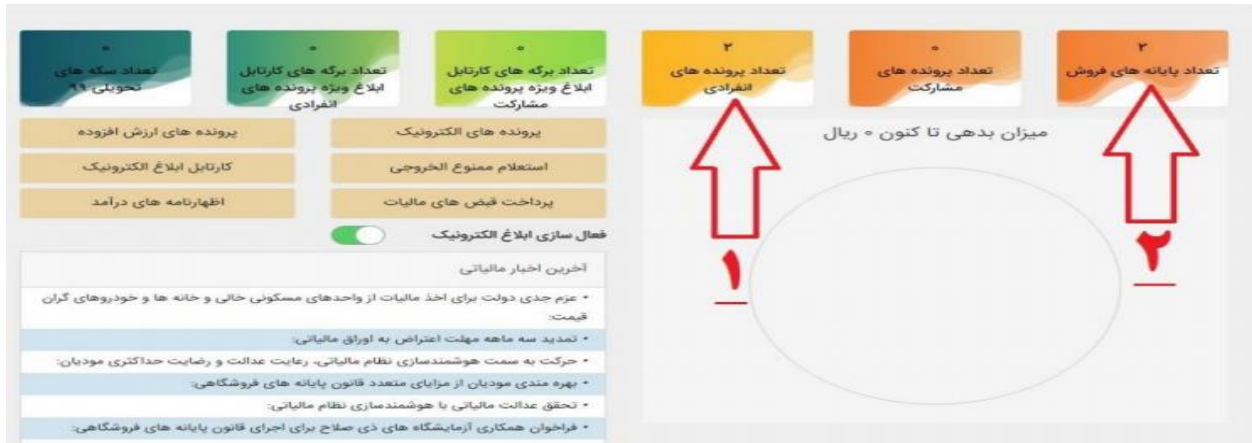 ۲
تعداد پایانه های فروش
۰
تعداد پرونده های
مشارکت
۲
تعداد پرونده های
انفرادی
۰
تعداد برگه های کارتابل
ابلاغ ویژه پرونده های
مشارکت
۰
تعداد برگه های کارتابل
ابلاغ ویژه پرونده های
انفرادی
۰
تعداد سکه های
تحویلی ۹۹
میزان بدهی تا کنون ۰ ریال
۲
۱
پرونده های الکترونیک
پرونده های ارزش افزوده
استعلام ممنوع الخروجی
کارتابل ابلاغ الکترونیک
پرداخت قبض های مالیات
اظهارنامه های درآمد
فعال سازی ابلاغ الکترونیک
آخرین اخبار مالیاتی
• عزم جدی دولت برای اخذ مالیات از واحدهای مسکونی خالی و خانه ها و خودروهای گران
قیمت:
• تمدید سه ماهه مهلت اعتراض به اوراق مالیاتی:
• حرکت به سمت هوشمندسازی نظام مالیاتی، رعایت عدالت و رضایت حداکثری مودیان:
• بهره مندی مودیان از مزایای متعدد قانون پایانه های فروشگاهی:
• تحقق عدالت مالیاتی با هوشمندسازی نظام مالیاتی:
• فراخوان همکاری آزمایشگاه های ذی صلاح برای اجرای قانون پایانه های فروشگاهی: